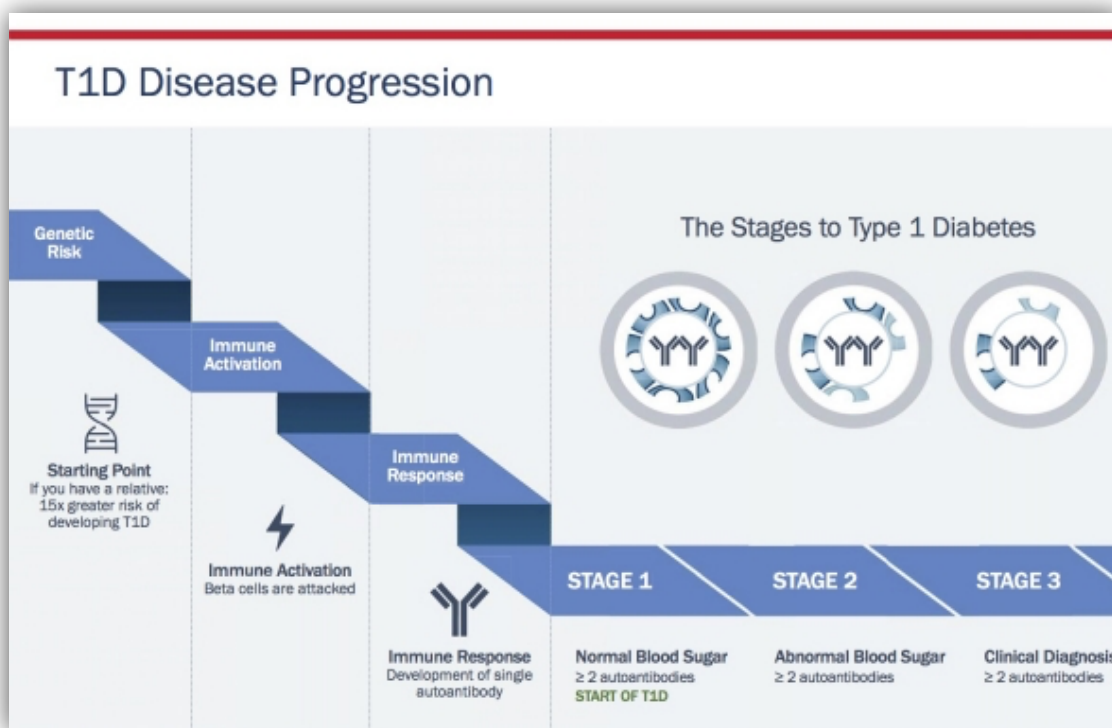 T1D Disease Progression
Genetic
Risk
Immune
Activation
Immune
Response
The Stages to Type 1 Diabetes
Starting Point
If you have a relative:
15x greater risk of
developing T1D
Immune Activation
Beta cells are attacked
Immune Response
Development of single
autoantibody
STAGE 1
STAGE 2
STAGE 3
Normal Blood Sugar
≥ 2 autoantibodies
START OF T1D
Abnormal Blood Sugar
≥ 2 autoantibodies
Clinical Diagnosis
≥ 2 autoantibodies